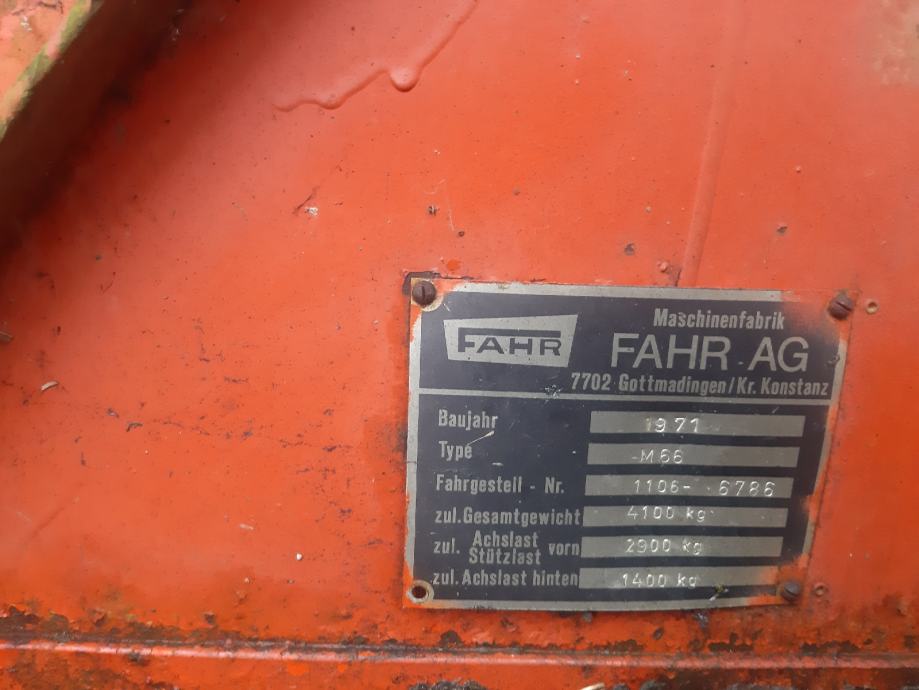 FAHR
Maschinenfabrik
FAHR AG
7702 Gottmadingen/Kr. Konstanz
Baujahr 1971
Type M66
Fahrgestell - Nr. 1106- 6786
zul. Gesamtgewicht 4100 kg
zul. Achslast Stützlast vorn 2900 kg
zul. Achslast hinten 1400 kg